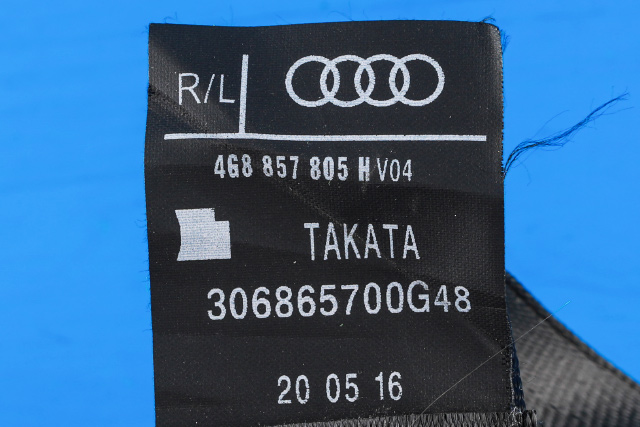 R/L
4G8 857 805 H V04
TAKATA
306865700G48
20 05 16